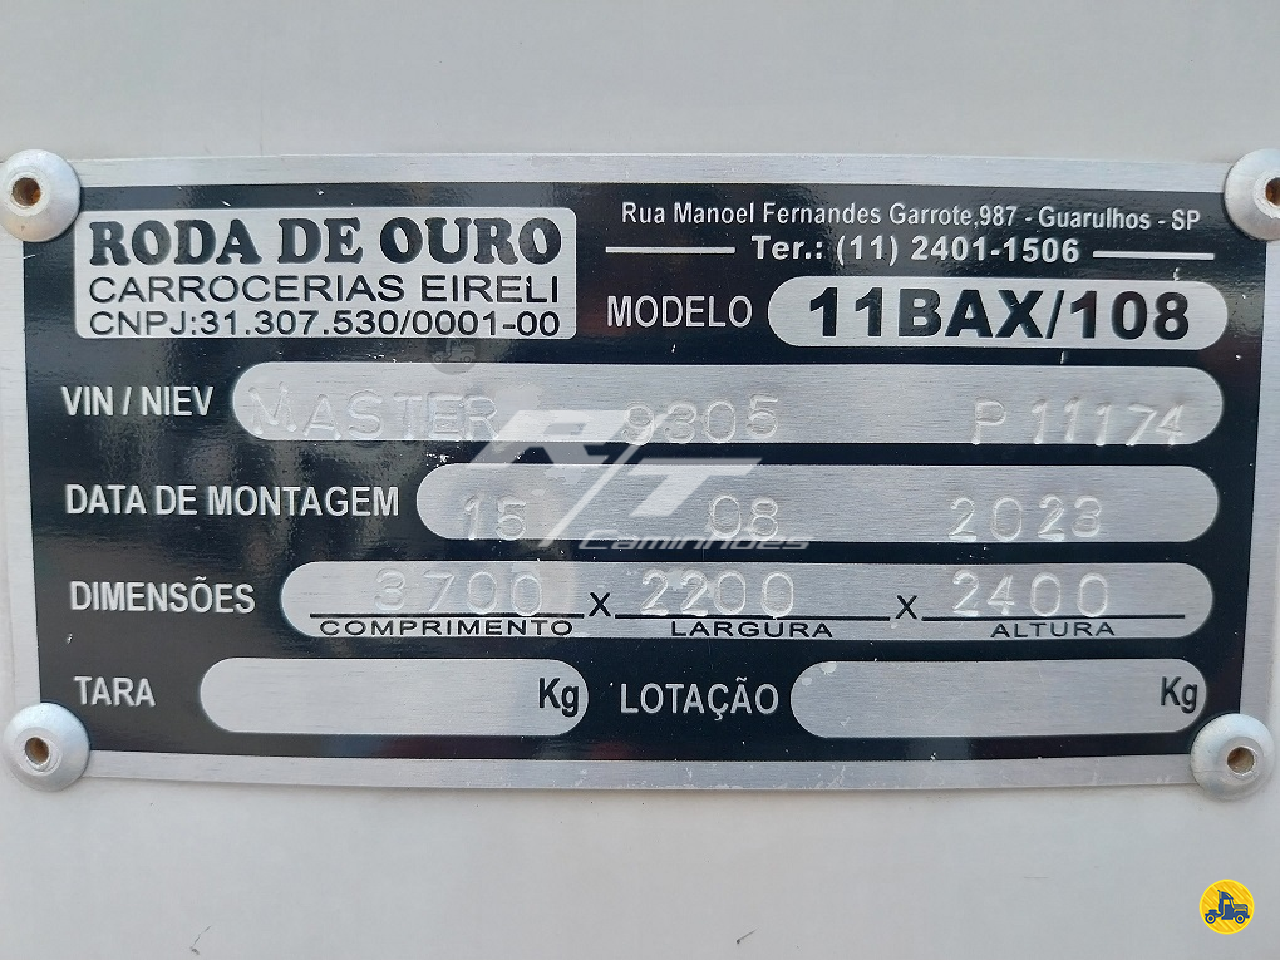 RODA DE OURO
CARROCERIAS EIRELI
CNPJ:31.307.530/0001-00
Rua Manoel Fernandes Garrote,987 - Guarulhos - SP
Ter.: (11) 2401-1506
MODELO 11BAX/108
VIN / NIEV MASTER 9305 P 11174
DATA DE MONTAGEM 15 08 2023
DIMENSÕES 3700 X 2200 X 2400
COMPRIMENTO LARGURA ALTURA
TARA Kg LOTAÇÃO Kg
R/T
Caminhões